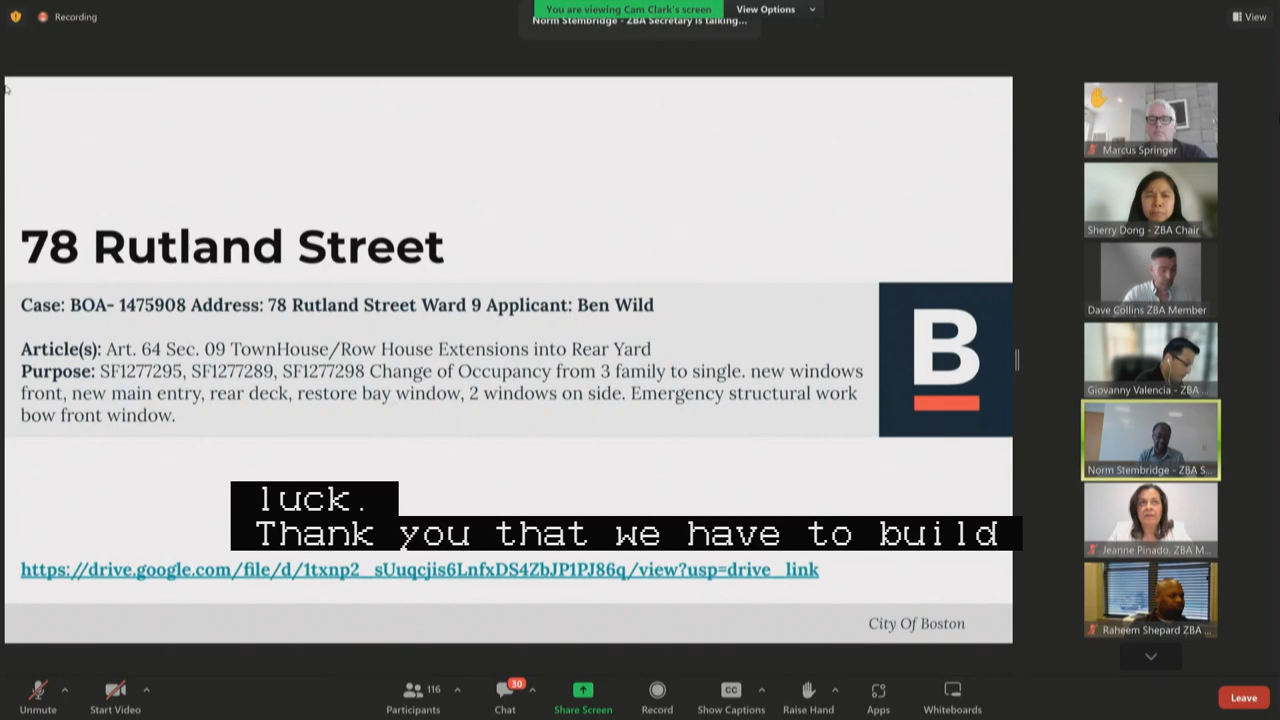 Recording
You are viewing Cam Clark's screen
View Options
View
Norm Stembridge - ZBA Secretary is talking...
78 Rutland Street
Case: BOA- 1475908 Address: 78 Rutland Street Ward 9 Applicant: Ben Wild
Article(s): Art. 64 Sec. 09 TownHouse/Row House Extensions into Rear Yard
Purpose: SF1277295, SF1277289, SF1277298 Change of Occupancy from 3 family to single. new windows
front, new main entry, rear deck, restore bay window, 2 windows on side. Emergency structural work
bow front window.
B
luck.
Thank you that we have to build
https://drive.google.com/file/d/1txnp2_sUuqcjis6LnfxDS4ZbJP1PJ86q/view?usp=drive_link
City Of Boston
Marcus Springer
Sherry Dong - ZBA Chair
Dave Collins ZBA Member
Giovanny Valencia - ZBA...
Norm Stembridge - ZBA S...
Jeanne Pinado, ZBA M...
Raheem Shepard ZBA ...
Unmute
Start Video
116
Participants
30
Chat
Share Screen
Record
CC
Show Captions
Raise Hand
Apps
Whiteboards
Leave